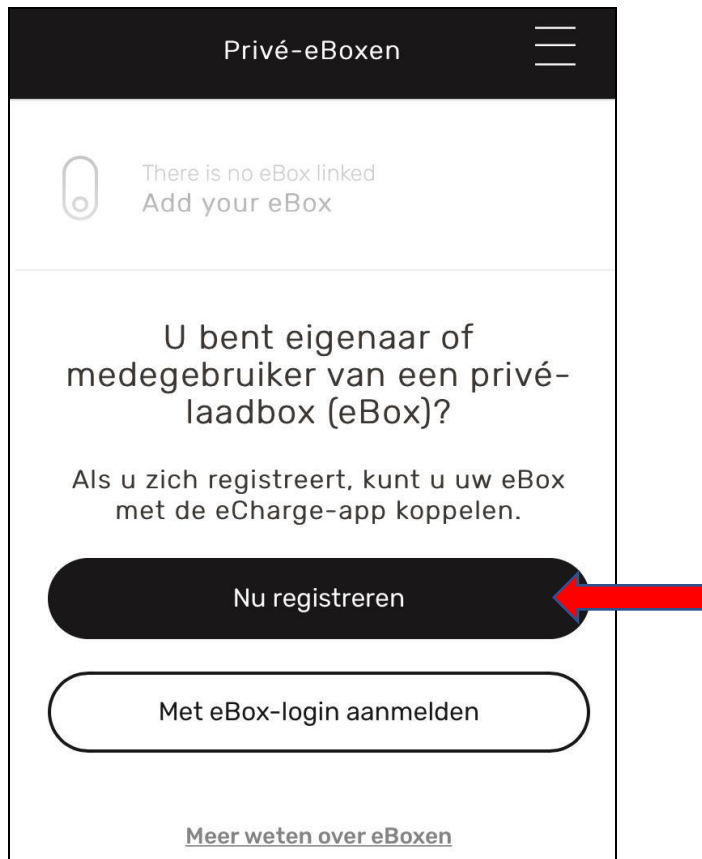 Privé-eBoxen
There is no eBox linked
Add your eBox
U bent eigenaar of
medegebruiker van een privé-
laadbox (eBox)?
Als u zich registreert, kunt u uw eBox
met de eCharge-app koppelen.
Nu registreren
Met eBox-login aanmelden
Meer weten over eBoxen